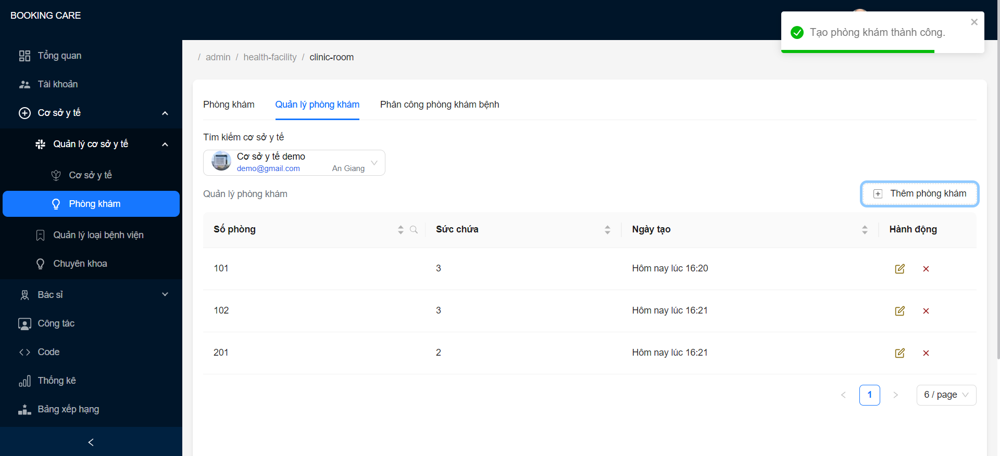 BOOKING CARE
Tạo phòng khám thành công.
Tổng quan
Tài khoản
Cơ sở y tế
Quản lý cơ sở y tế
Cơ sở y tế
Phòng khám
Quản lý loại bệnh viện
Chuyên khoa
Bác sĩ
Công tác
Code
Thống kê
Bảng xếp hạng
/ admin / health-facility / clinic-room
Phòng khám Quản lý phòng khám Phân công phòng khám bệnh
Tìm kiếm cơ sở y tế
Cơ sở y tế demo
demo@gmail.com An Giang
Quản lý phòng khám Thêm phòng khám
Số phòng Sức chứa Ngày tạo Hành động
101 3 Hôm nay lúc 16:20
102 3 Hôm nay lúc 16:21
201 2 Hôm nay lúc 16:21
1 6 / page